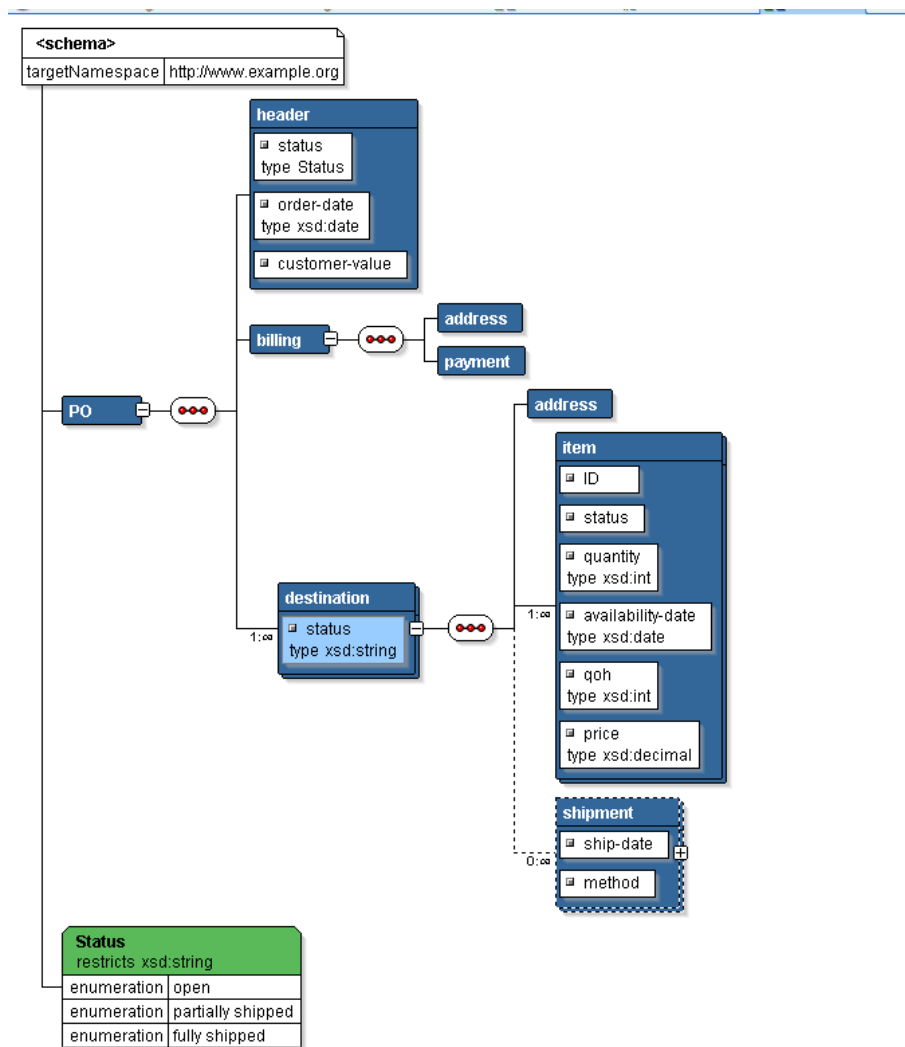 <schema>
targetNamespace http://www.example.org
header
status
type Status
order-date
type xsd:date
customer-value
billing
address
payment
PO
address
item
ID
status
quantity
type xsd:int
availability-date
type xsd:date
qoh
type xsd:int
price
type xsd:decimal
1:∞
destination
status
type xsd:string
1:∞
shipment
ship-date
method
0:∞
Status
restricts xsd:string
enumeration open
enumeration partially shipped
enumeration fully shipped